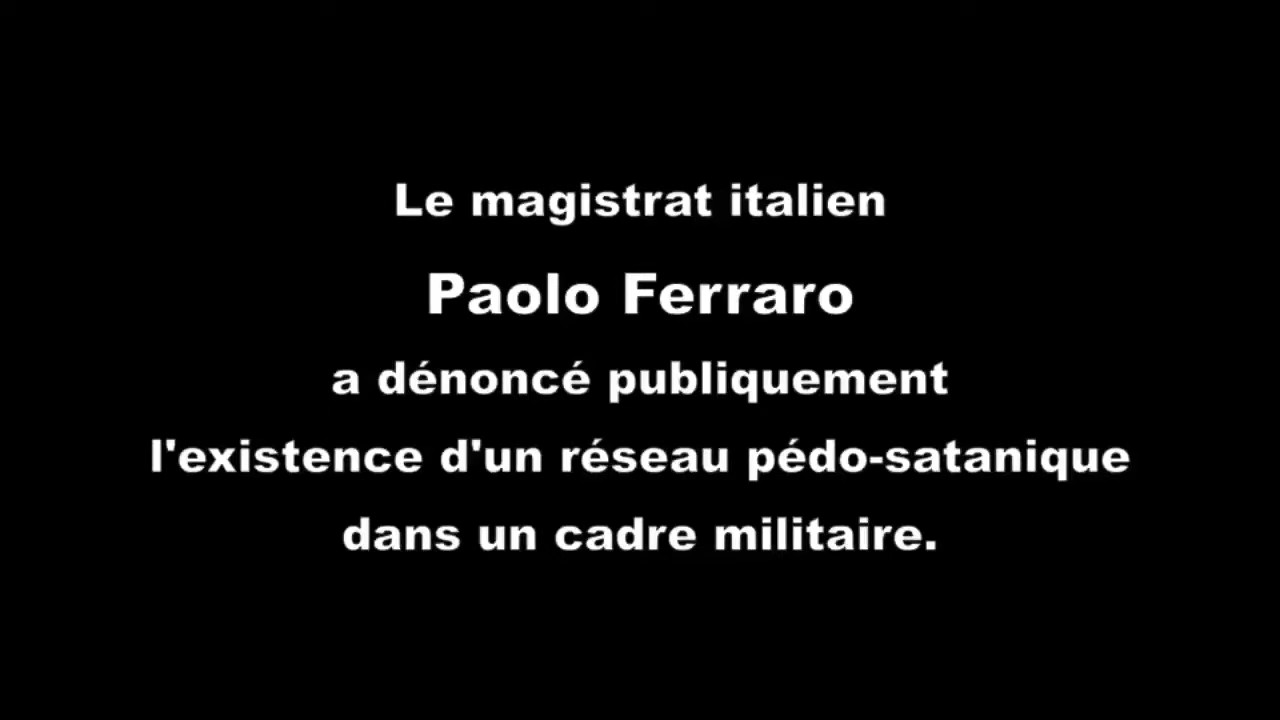 Le magistrat italien
Paolo Ferraro
a dénoncé publiquement
l'existence d'un réseau pédo-satanique
dans un cadre militaire.